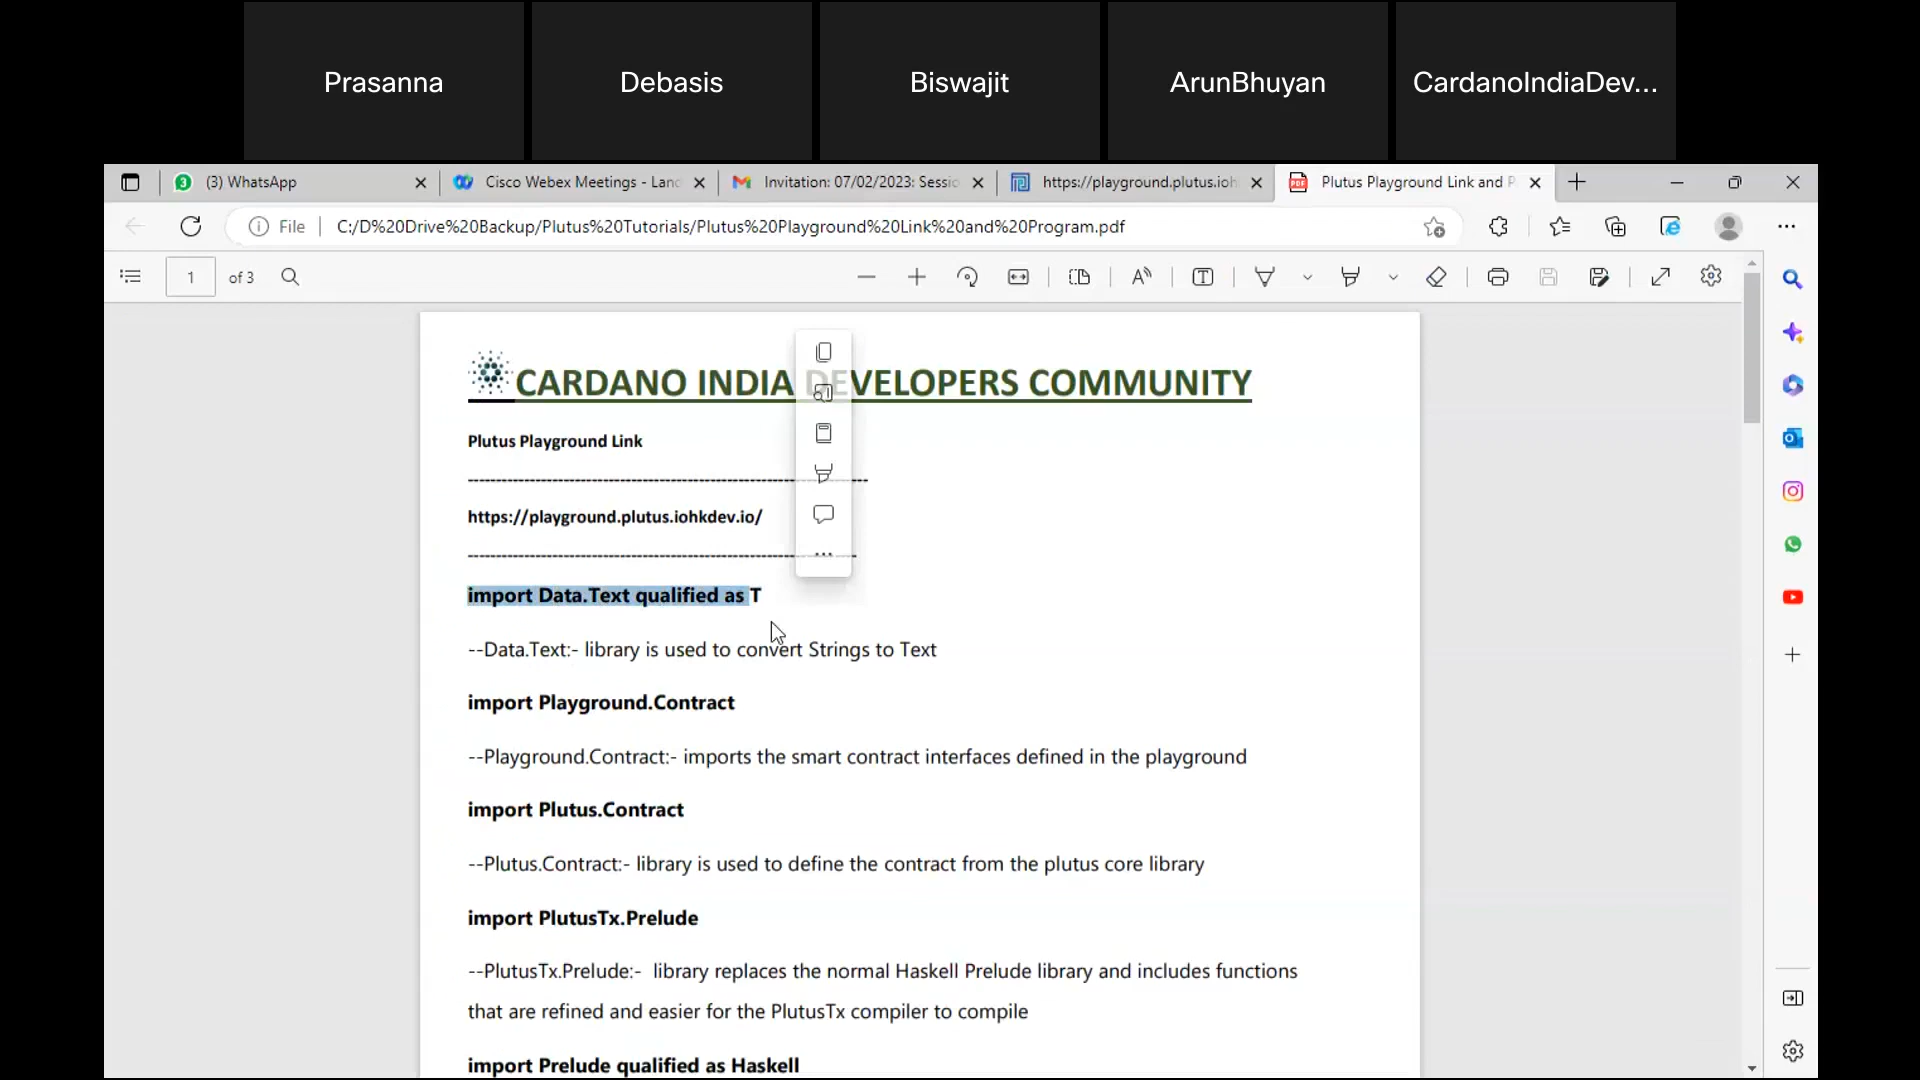 Prasanna
Debasis
Biswajit
ArunBhuyan
CardanoIndiaDev...
3 (3) WhatsApp
Cisco Webex Meetings - Lanc
Invitation: 07/02/2023: Sessio
https://playground.plutus.ioh
Plutus Playground Link and P
File
C:/D%20Drive%20Backup/Plutus%20Tutorials/Plutus%20Playground%20Link%20and%20Program.pdf
1 of 3
CARDANO INDIA DEVELOPERS COMMUNITY
Plutus Playground Link
https://playground.plutus.iohkdev.io/
import Data.Text qualified as T
--Data.Text:- library is used to convert Strings to Text
import Playground.Contract
--Playground.Contract:- imports the smart contract interfaces defined in the playground
import Plutus.Contract
--Plutus.Contract:- library is used to define the contract from the plutus core library
import PlutusTx.Prelude
--PlutusTx.Prelude:- library replaces the normal Haskell Prelude library and includes functions
that are refined and easier for the PlutusTx compiler to compile
import Prelude qualified as Haskell